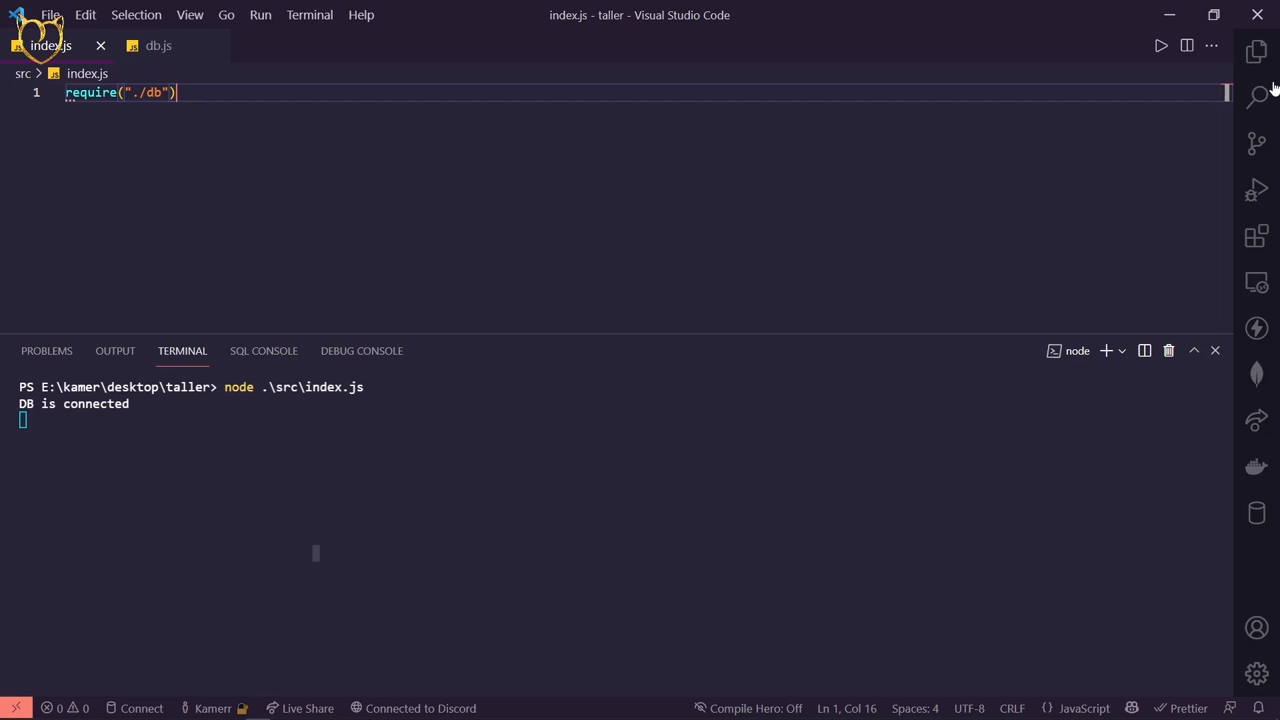 File Edit Selection View Go Run Terminal Help index.js - taller - Visual Studio Code
JS index.js JS db.js
src > JS index.js
1 require("./db")
PROBLEMS OUTPUT TERMINAL SQL CONSOLE DEBUG CONSOLE node
PS E:\kamer\desktop\taller> node .\src\index.js
DB is connected
0 0 Connect Kamerr Live Share Connected to Discord Compile Hero: Off Ln 1, Col 16 Spaces: 4 UTF-8 CRLF {} JavaScript Prettier